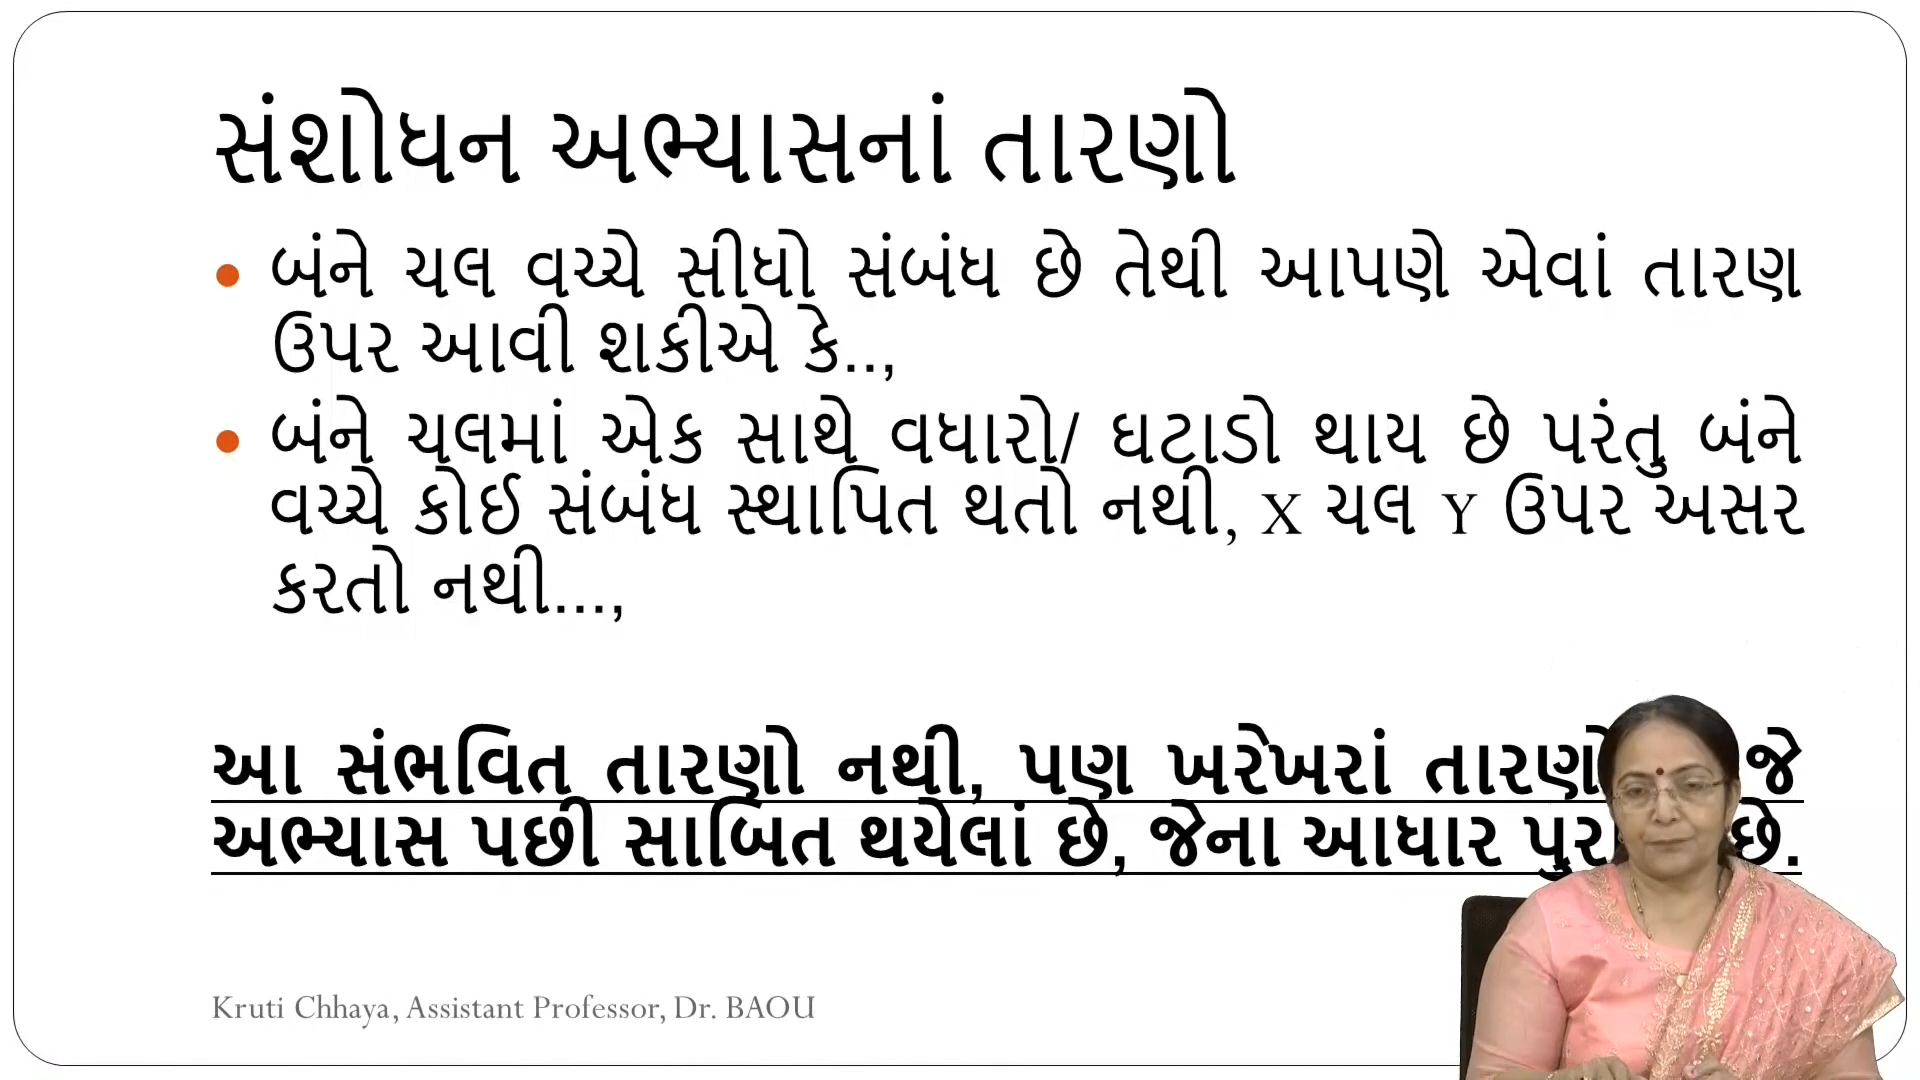 સંશોધન અભ્યાસનાં તારણો
• બંને ચલ વચ્ચે સીધો સંબંધ છે તેથી આપણે એવાં તારણ
ઉપર આવી શકીએ કે..,
• બંને ચલમાં એક સાથે વધારો/ ઘટાડો થાય છે પરંતુ બંને
વચ્ચે કોઈ સંબંધ સ્થાપિત થતો નથી, X ચલ Y ઉપર અસર
કરતો નથી...,
આ સંભવિત તારણો નથી, પણ ખરેખરાં તારણો જે
અભ્યાસ પછી સાબિત થયેલાં છે, જેના આધાર છે.
Kruti Chhaya, Assistant Professor, Dr. BAOU